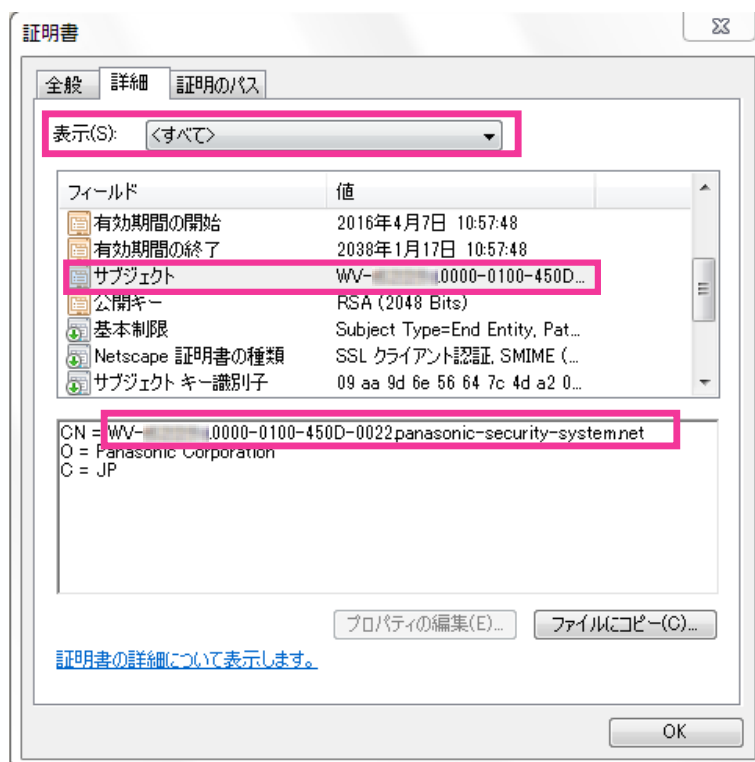 証明書
全般 詳細 証明のパス
表示(S): <すべて>
フィールド 値
有効期間の開始 2016年4月7日 10:57:48
有効期間の終了 2038年1月17日 10:57:48
サブジェクト WV- .0000-0100-450D...
公開キー RSA (2048 Bits)
基本制限 Subject Type=End Entity, Pat...
Netscape 証明書の種類 SSL クライアント認証, SMIME (...
サブジェクト キー識別子 09 aa 9d 6e 56 64 7c 4d a2 0...
CN = WV- .0000-0100-450D-0022.panasonic-security-system.net
O = Panasonic Corporation
C = JP
プロパティの編集(E)... ファイルにコピー(C)...
証明書の詳細について表示します。
OK